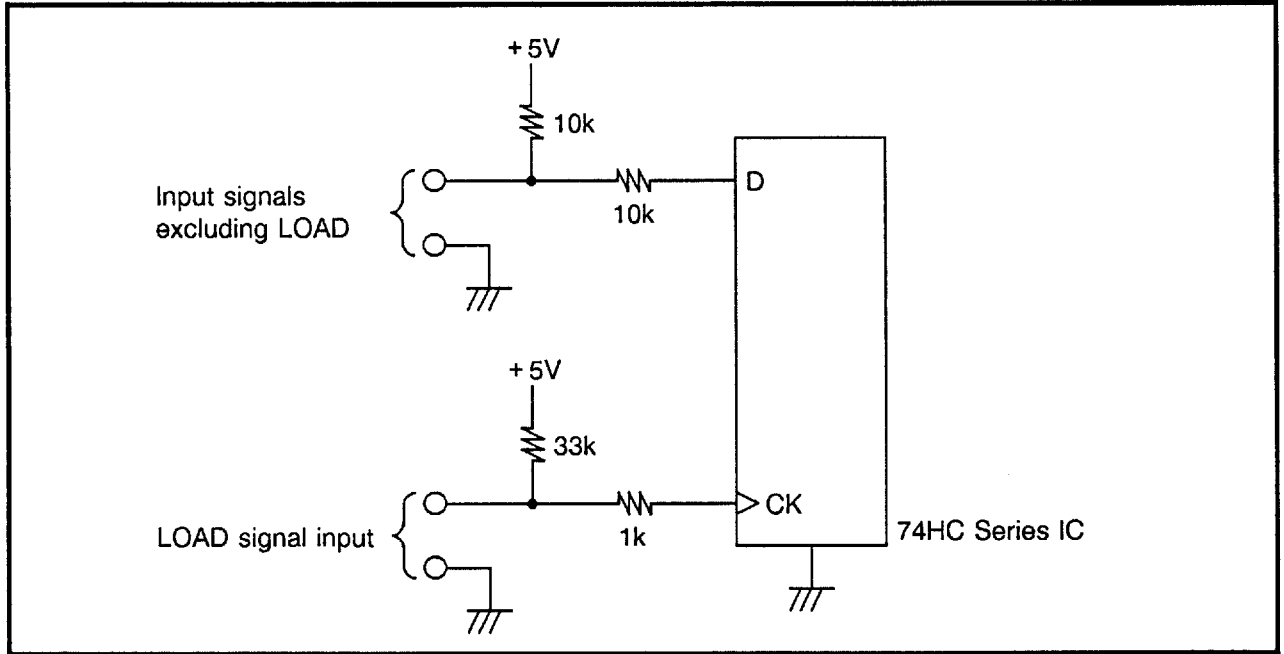 +5V
10k
Input signals
excluding LOAD
10k
D
+5V
33k
LOAD signal input
1k
CK
74HC Series IC